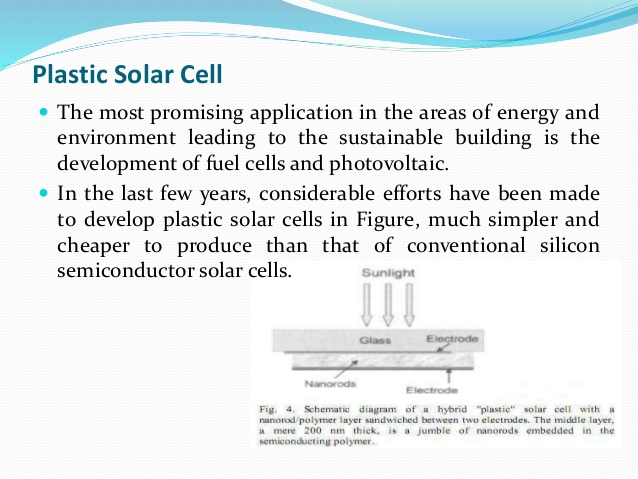 Plastic Solar Cell
• The most promising application in the areas of energy and
environment leading to the sustainable building is the
development of fuel cells and photovoltaic.
• In the last few years, considerable efforts have been made
to develop plastic solar cells in Figure, much simpler and
cheaper to produce than that of conventional silicon
semiconductor solar cells.
Sunlight
Glass
Electrode
Nanorods
Electrode
Fig. 4. Schematic diagram of a hybrid "plastic" solar cell with a
nanorod/polymer layer sandwiched between two electrodes. The middle layer,
a mere 200 nm thick, is a jumble of nanorods embedded in the
semiconducting polymer.